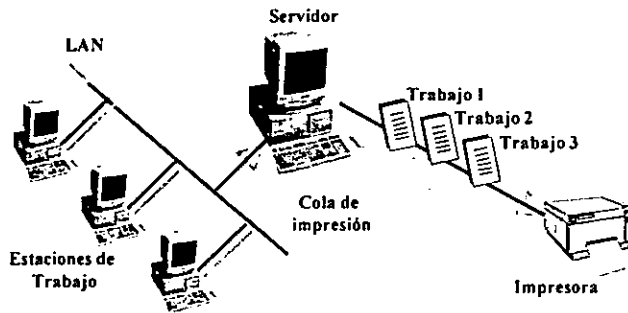 Servidor
LAN
Trabajo 1
Trabajo 2
Trabajo 3
Cola de
impresión
Estaciones de
Trabajo
Impresora